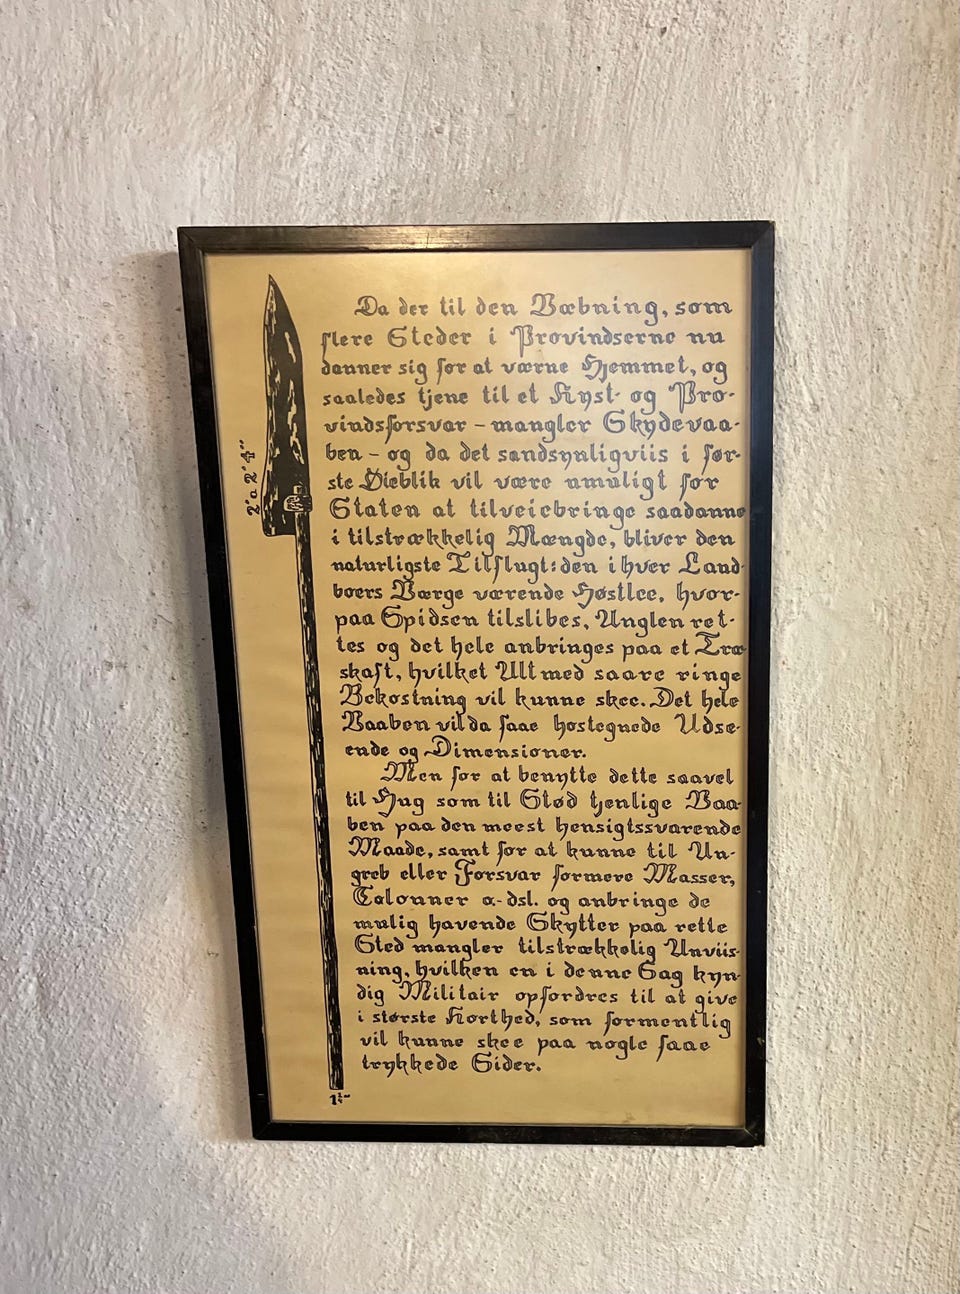 Da der til den Væbning, som
flere Steder i Provindserne nu
danner sig for at værne Hjemmet, og
saaledes tjene til et Kyst- og Pro-
vindsforsvar - mangler Skydevaa-
ben - og da det sandsynligviis i før-
ste Øieblik vil være umuligt for
Staten at tilveiebringe saadanne
i tilstrækkelig Mængde, bliver den
naturligste Tilflugt: den i hver Land-
boers Værge værende Høstlee, hvor-
paa Spidsen tilslibes, Anglen ret-
tes og det hele anbringes paa et Træ
skaft, hvilket Alt med saare ringe
Bekostning vil kunne skee. Det hele
Vaaben vil da faae hostegnede Udse-
ende og Dimensioner.
Men for at benytte dette saavel
til Hug som til Stød tjenlige Vaa-
ben paa den meest hensigtssvarende
Maade, samt for at kunne til An-
greb eller Forsvar formere Masser,
Colonner a. dsl. og anbringe de
mulig havende Skytter paa rette
Sted mangler tilstrækkelig Anviis-
ning, hvilken en i denne Sag kyn-
dig Militair opfordres til at give
i største Korthed, som formentlig
vil kunne skee paa nogle faae
trykkede Sider.
2' a 2' 4"
1¼"